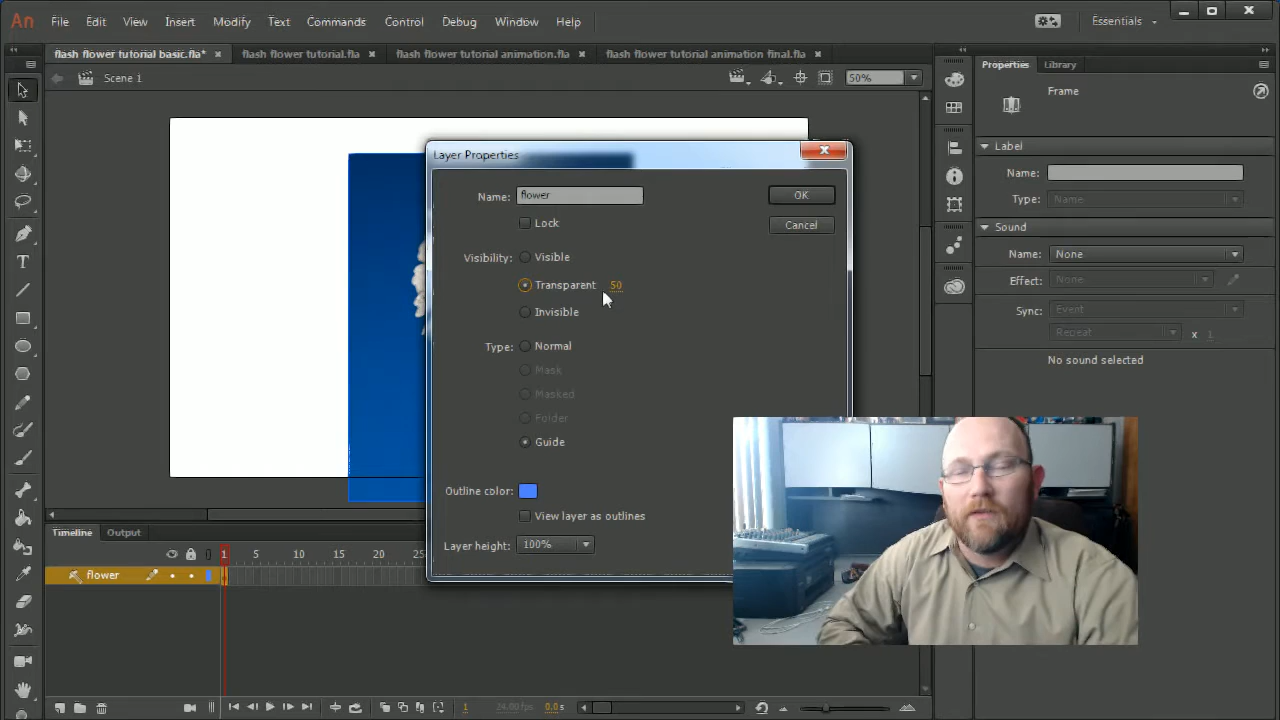 An File Edit View Insert Modify Text Commands Control Debug Window Help Essentials
flash flower tutorial basic.fla* × flash flower tutorial.fla × flash flower tutorial animation.fla × flash flower tutorial animation final.fla ×
Properties Library
Scene 1 50%
Frame
Label
Name:
Type: Name
Sound
Name: None
Effect: None
Sync: Event
Repeat x 1
No sound selected
Layer Properties
Name: flower OK
Lock Cancel
Visibility: Visible
Transparent 50
Invisible
Type: Normal
Mask
Masked
Folder
Guide
Outline color:
View layer as outlines
Layer height: 100%
Timeline Output
1 5 10 15 20 25
flower
1 24.00 fps 0.0s